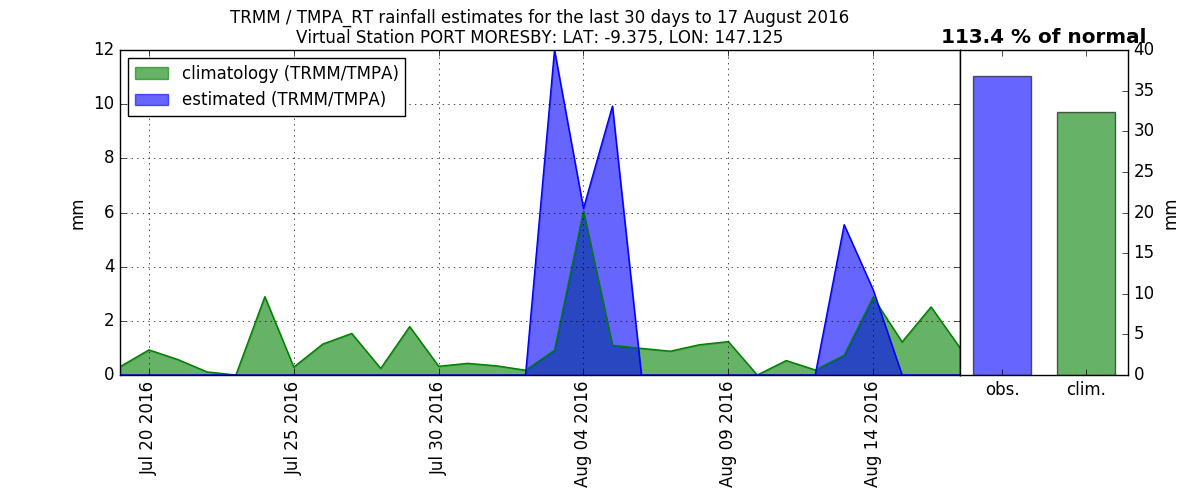 TRMM / TMPA_RT rainfall estimates for the last 30 days to 17 August 2016
Virtual Station PORT MORESBY: LAT: -9.375, LON: 147.125
113.4 % of normal
climatology (TRMM/TMPA)
estimated (TRMM/TMPA)
12
10
8
6
4
2
0
mm
Jul 20 2016
Jul 25 2016
Jul 30 2016
Aug 04 2016
Aug 09 2016
Aug 14 2016
obs.
clim.
40
35
30
25
20
15
10
5
0
mm